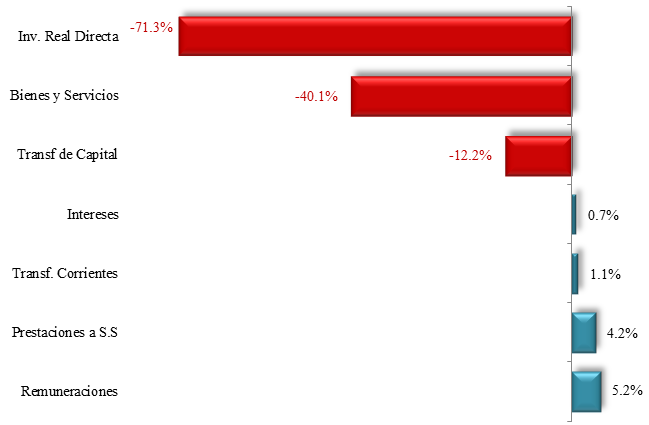 Inv. Real Directa -71.3%
Bienes y Servicios -40.1%
Transf de Capital -12.2%
Intereses 0.7%
Transf. Corrientes 1.1%
Prestaciones a S.S 4.2%
Remuneraciones 5.2%